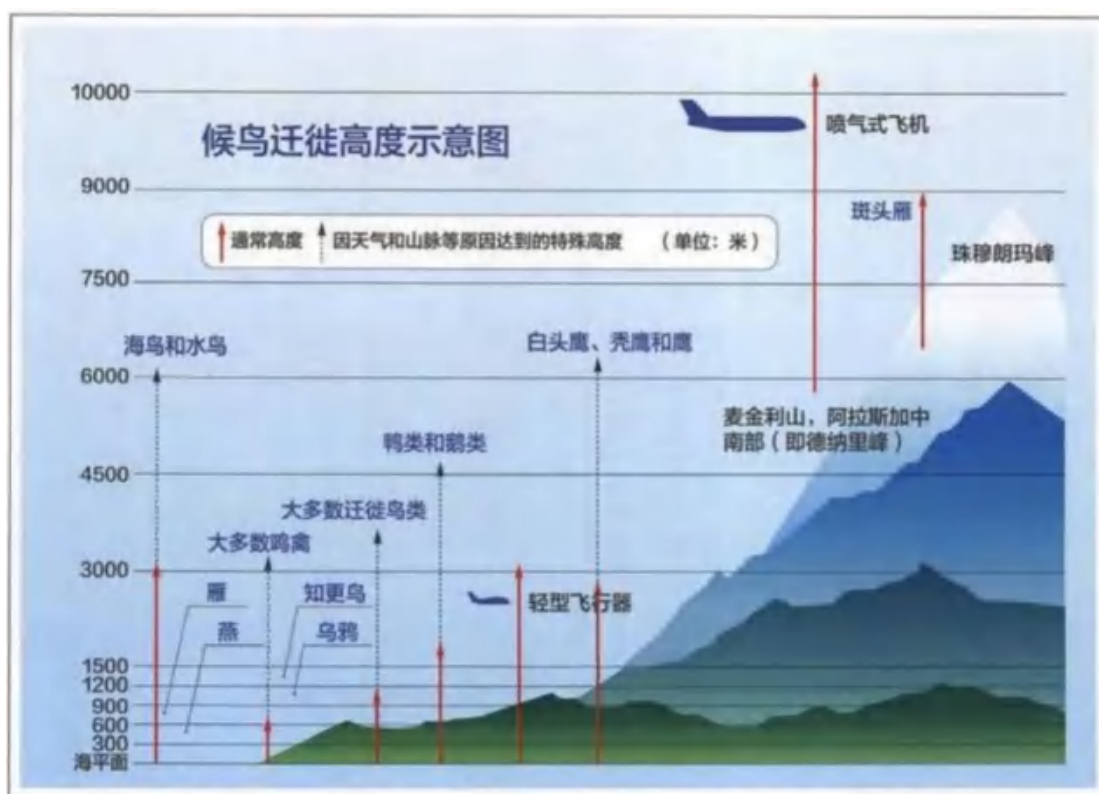 10000
候鸟迁徙高度示意图
喷气式飞机
9000
斑头雁
通常高度 因天气和山脉等原因达到的特殊高度 （单位：米）
珠穆朗玛峰
7500
海鸟和水鸟
白头鹰、秃鹰和鹰
6000
麦金利山，阿拉斯加中
南部（即德纳里峰）
鸭类和鹅类
4500
大多数迁徙鸟类
大多数鸣禽
3000
雁
知更鸟
轻型飞行器
燕
乌鸦
1500
1200
900
600
300
海平面